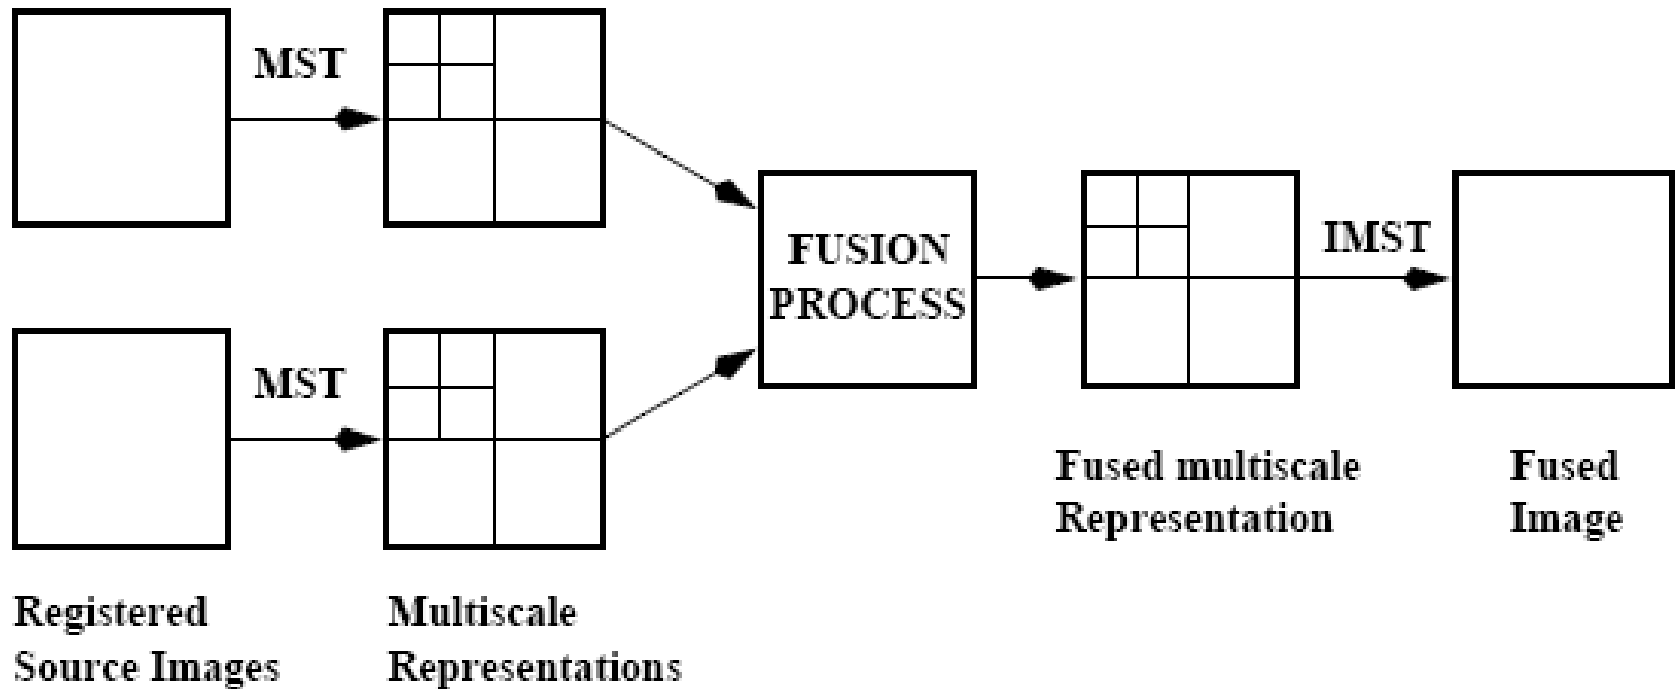 MST
MST
FUSION
PROCESS
IMST
Registered
Source Images
Multiscale
Representations
Fused multiscale
Representation
Fused
Image